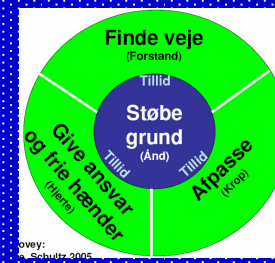 Finde veje
(Forstand)
Tillid
Støbe
grund
(Ånd)
Tillid
Tillid
Give ansvar
og frie hænder
(Hjerte)
Afpasse
(Krop)
ovey:
Schultz 2005